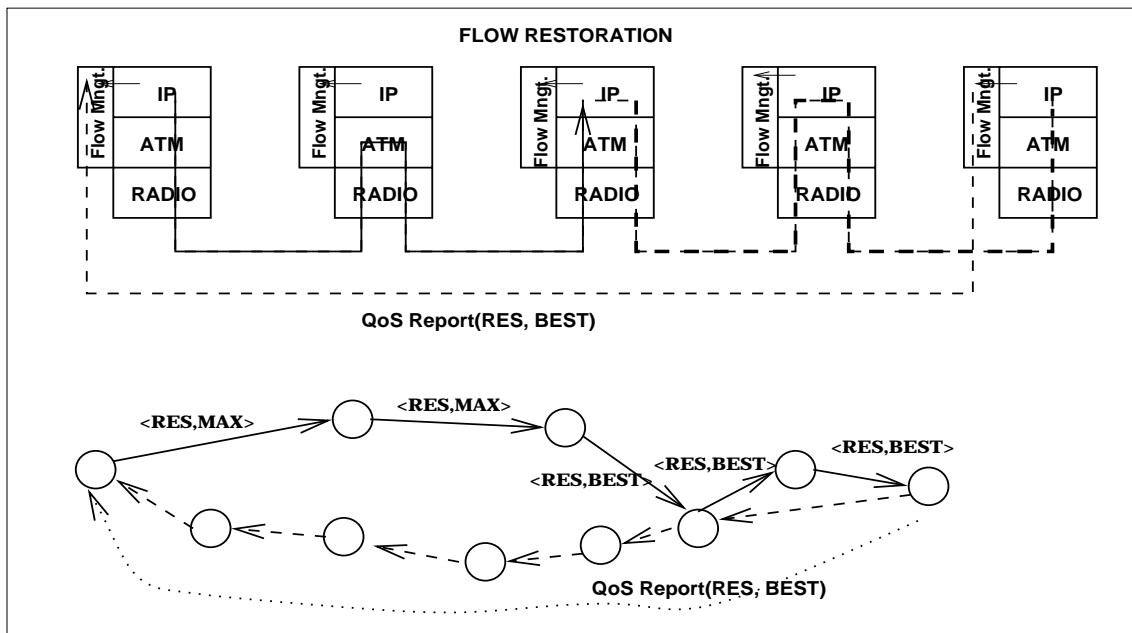 FLOW RESTORATION
Flow Mngt.
IP
ATM
RADIO
Flow Mngt.
IP
ATM
RADIO
Flow Mngt.
IP
ATM
RADIO
Flow Mngt.
IP
ATM
RADIO
Flow Mngt.
IP
ATM
RADIO
QoS Report(RES, BEST)
<RES,MAX>
<RES,MAX>
<RES,BEST>
<RES,BEST>
<RES,BEST>
QoS Report(RES, BEST)